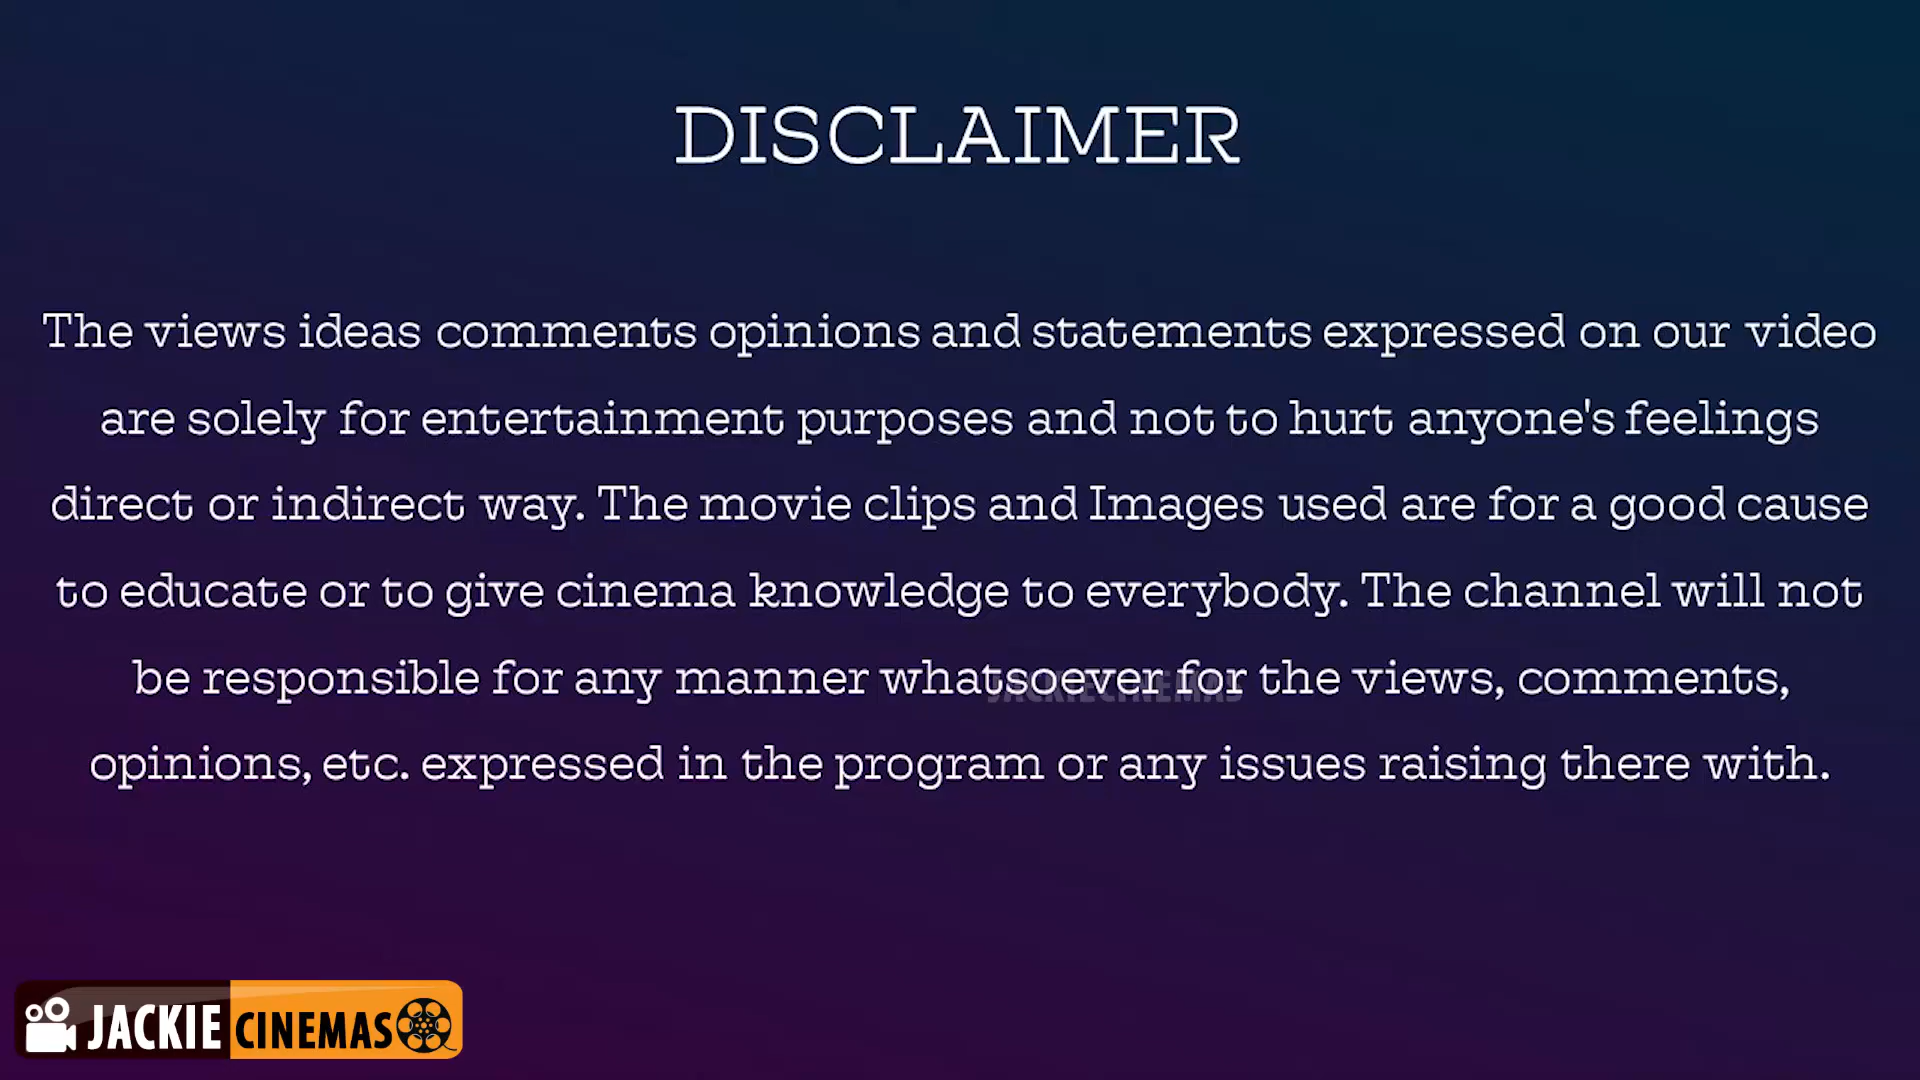 DISCLAIMER
The views ideas comments opinions and statements expressed on our video
are solely for entertainment purposes and not to hurt anyone's feelings
direct or indirect way. The movie clips and Images used are for a good cause
to educate or to give cinema knowledge to everybody. The channel will not
be responsible for any manner whatsoever for the views, comments,
JACKIECINEMAS
opinions, etc. expressed in the program or any issues raising there with.
JACKIE CINEMAS